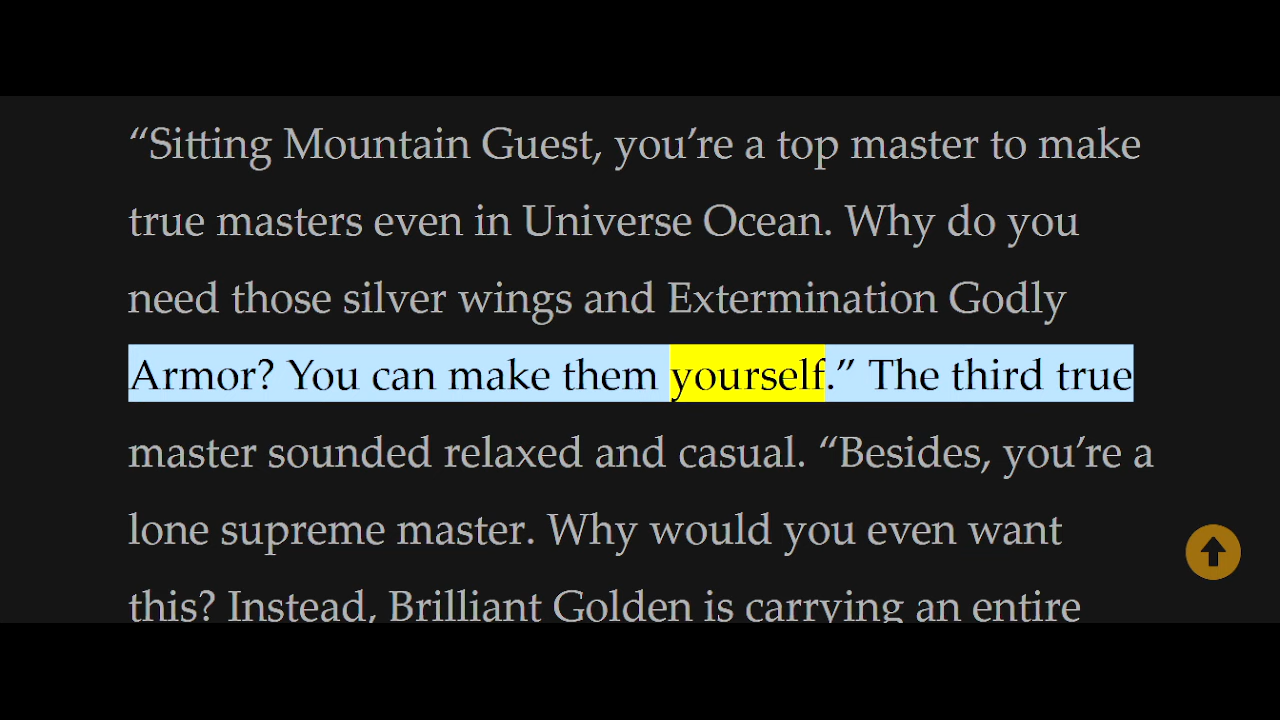 “Sitting Mountain Guest, you’re a top master to make
true masters even in Universe Ocean. Why do you
need those silver wings and Extermination Godly
Armor? You can make them yourself.” The third true
master sounded relaxed and casual. “Besides, you’re a
lone supreme master. Why would you even want
this? Instead, Brilliant Golden is carrying an entire